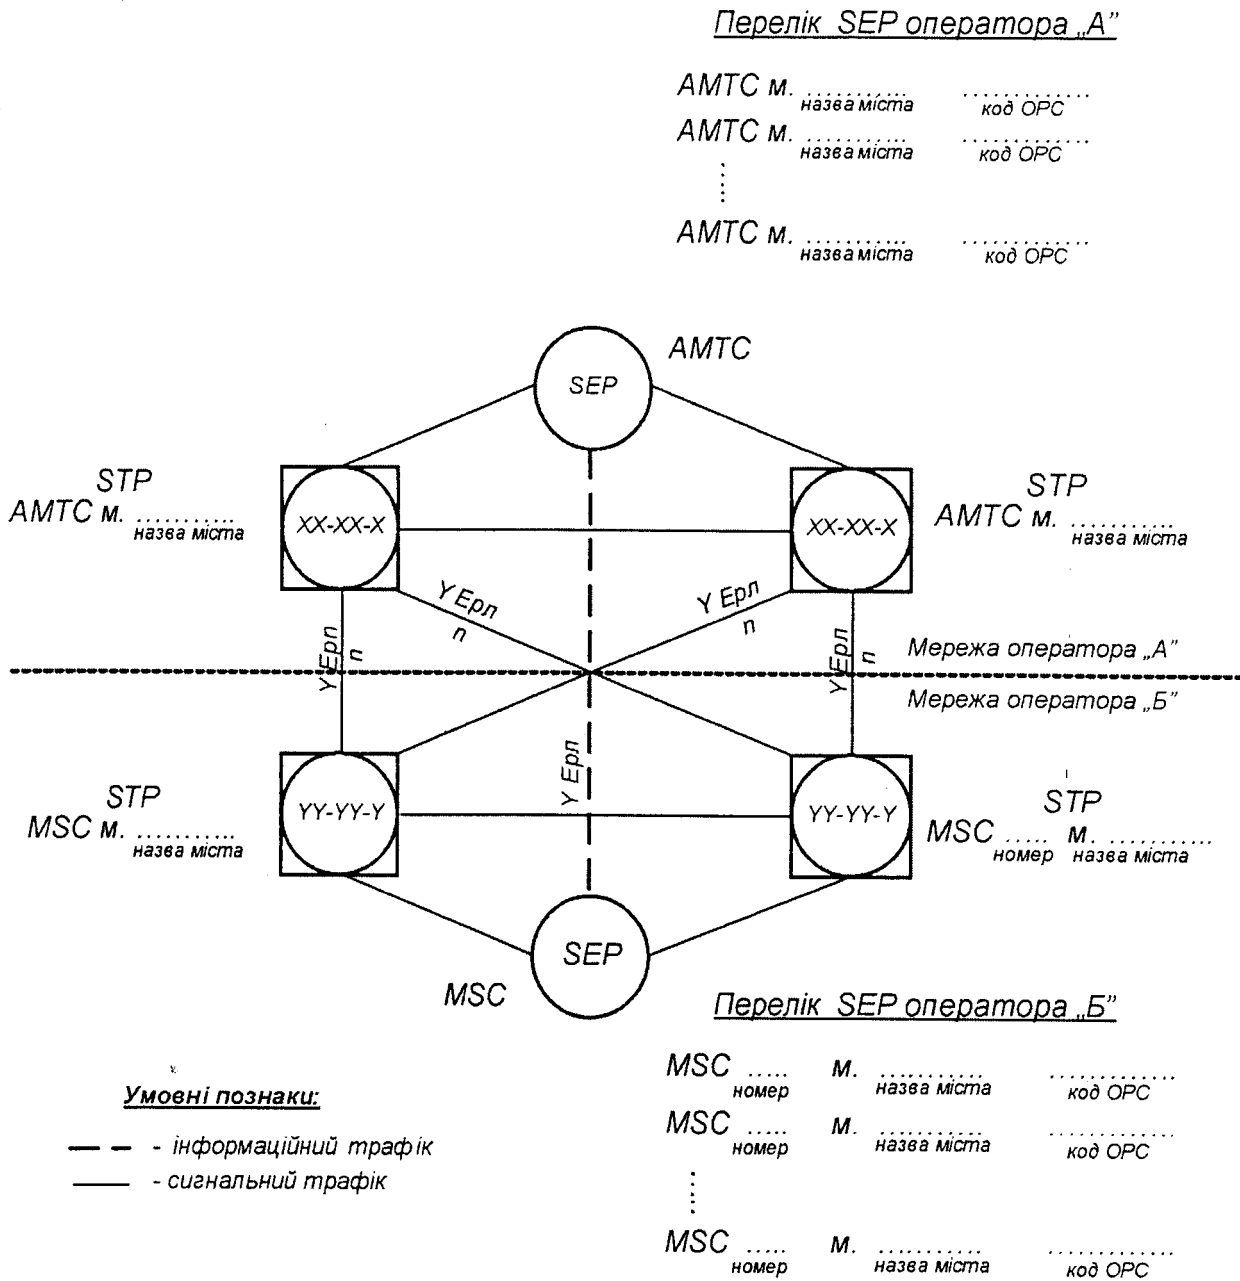 Перелік SEP оператора „А”
АМТС м. ........... .............
назва міста код ОРС
АМТС м. ........... .............
назва міста код ОРС
АМТС м. ........... .............
назва міста код ОРС
АМТС
SEP
STP
АМТС м. ...........
назва міста
XX-XX-X
XX-XX-X
STP
АМТС м. ...........
назва міста
Y Ерл
n
Y Ерл
n
Y Ерл
n
Y Ерл
n
Мережа оператора „А”
Мережа оператора „Б”
Y Ерл
STP
MSC м. ...........
назва міста
YY-YY-Y
YY-YY-Y
STP
MSC ..... м. ...........
номер назва міста
SEP
MSC
Перелік SEP оператора „Б”
MSC ..... м. ........... .............
номер назва міста код ОРС
MSC ..... м. ........... .............
номер назва міста код ОРС
MSC ..... м. ........... .............
номер назва міста код ОРС
Умовні познаки:
- інформаційний трафік
- сигнальний трафік